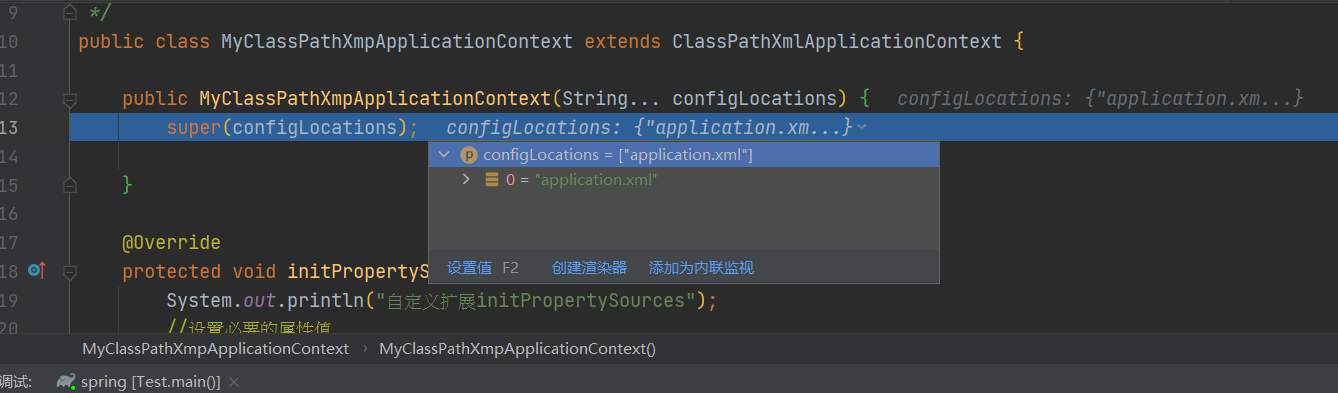 9 */
10 public class MyClassPathXmpApplicationContext extends ClassPathXmlApplicationContext {
11
12 public MyClassPathXmpApplicationContext(String... configLocations) { configLocations: {"application.xm...}
13 super(configLocations); configLocations: {"application.xm...}
14 configLocations = ["application.xml"]
15 }
0 = "application.xml"
16
17 @Override
设置值 F2 创建渲染器 添加为内联监视
18 protected void initPropertyS
19 System.out.println("自定义扩展initPropertySources");
20 //设置必要的属性值
MyClassPathXmpApplicationContext › MyClassPathXmpApplicationContext()
调试: spring [Test.main()] ×